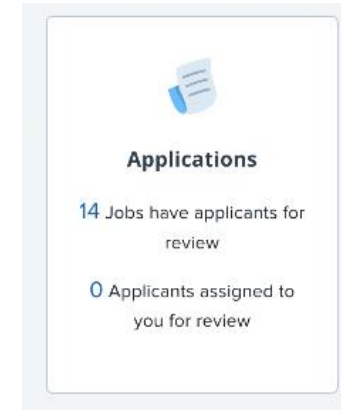 Applications
14 Jobs have applicants for
review
0 Applicants assigned to
you for review